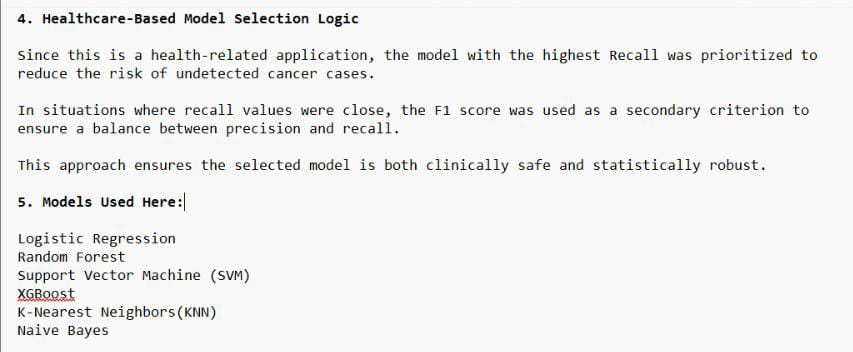 4. Healthcare-Based Model Selection Logic
Since this is a health-related application, the model with the highest Recall was prioritized to
reduce the risk of undetected cancer cases.
In situations where recall values were close, the F1 score was used as a secondary criterion to
ensure a balance between precision and recall.
This approach ensures the selected model is both clinically safe and statistically robust.
5. Models Used Here:
Logistic Regression
Random Forest
Support Vector Machine (SVM)
XGBoost
K-Nearest Neighbors(KNN)
Naive Bayes